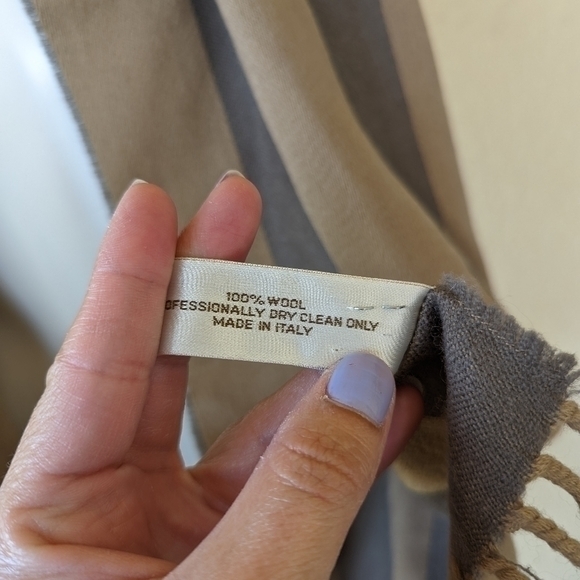 100% WOOL
OFESSIONALLY DRY CLEAN ONLY
MADE IN ITALY